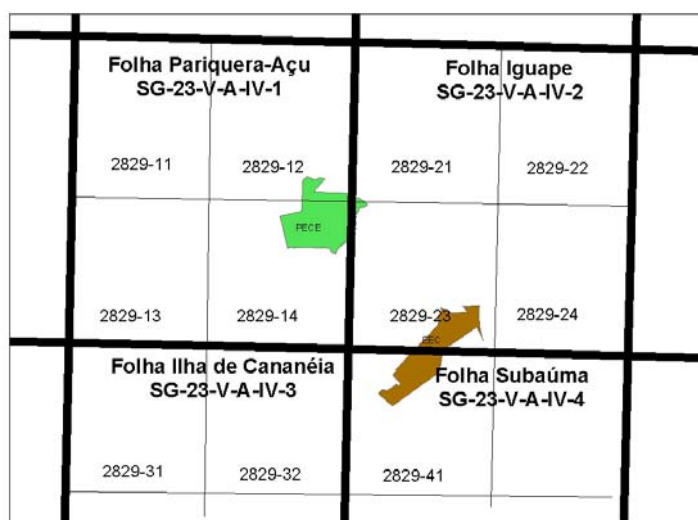 Folha Pariquera-Açu
SG-23-V-A-IV-1
Folha Iguape
SG-23-V-A-IV-2
2829-11
2829-12
2829-21
2829-22
PECE
2829-13
2829-14
2829-23
2829-24
EEC
Folha Ilha de Cananéia
SG-23-V-A-IV-3
Folha Subaúma
SG-23-V-A-IV-4
2829-31
2829-32
2829-41